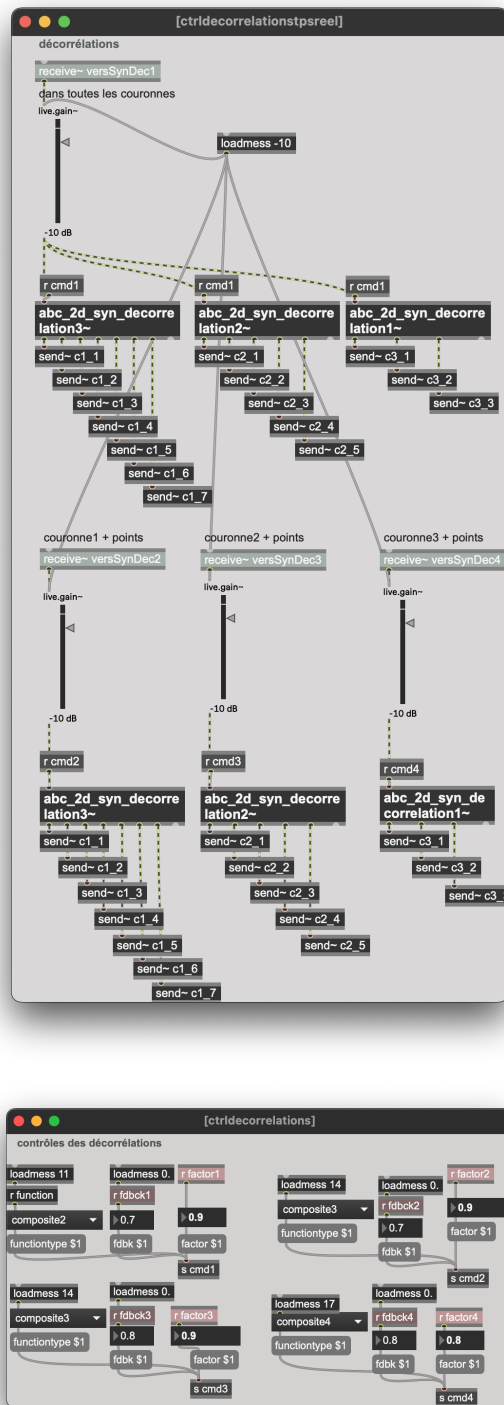 [ctrldecorrelationstpsreel]
décorrélations
receive~ versSynDec1
dans toutes les couronnes
live.gain~
loadmess -10
-10 dB
r cmd1 r cmd1 r cmd1
abc_2d_syn_decorre abc_2d_syn_decorre abc_2d_syn_decorre
lation3~ lation2~ lation1~
send~ c1_1 send~ c2_1 send~ c3_1
send~ c1_2 send~ c2_2 send~ c3_2
send~ c1_3 send~ c2_3 send~ c3_3
send~ c1_4 send~ c2_4
send~ c1_5 send~ c2_5
send~ c1_6
send~ c1_7
couronne1 + points couronne2 + points couronne3 + points
receive~ versSynDec2 receive~ versSynDec3 receive~ versSynDec4
live.gain~ live.gain~ live.gain~
-10 dB -10 dB -10 dB
r cmd2 r cmd3 r cmd4
abc_2d_syn_decorre abc_2d_syn_decorre abc_2d_syn_de
lation3~ lation2~ correlation1~
send~ c1_1 send~ c2_1 send~ c3_1
send~ c1_2 send~ c2_2 send~ c3_2
send~ c1_3 send~ c2_3 send~ c3_
send~ c1_4 send~ c2_4
send~ c1_5 send~ c2_5
send~ c1_6
send~ c1_7
[ctrldecorrelations]
contrôles des décorrélations
loadmess 11 loadmess 0. r factor1
r function r fdbck1
composite2 0.7 0.9
functiontype $1 fdbk $1 factor $1
s cmd1
loadmess 14 loadmess 0. r factor2
composite3 r fdbck2 0.9
functiontype $1 0.7 factor $1
fdbk $1
s cmd2
loadmess 14 loadmess 0.
composite3 r fdbck3 r factor3
functiontype $1 0.8 0.9
fdbk $1 factor $1
s cmd3
loadmess 17 loadmess 0.
composite4 r fdbck4 r factor4
functiontype $1 0.8 0.8
fdbk $1 factor $1
s cmd4